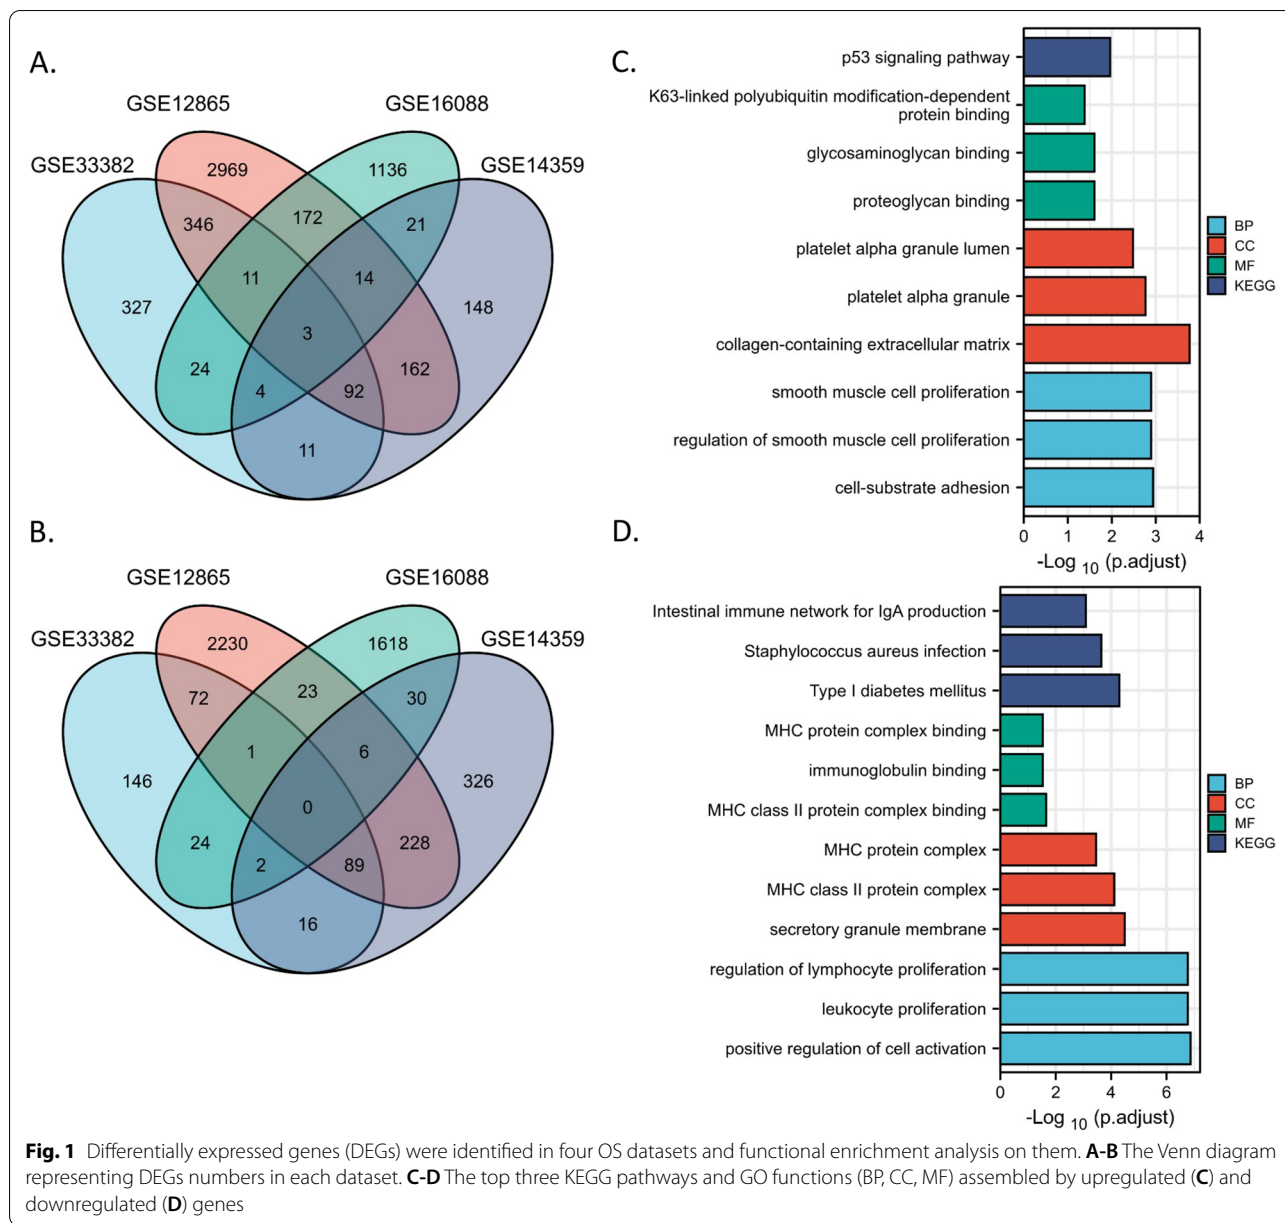 A.
GSE12865
GSE16088
GSE33382
GSE14359
2969
1136
346
172
21
11
14
327
148
3
24
4
92
162
11
B.
GSE12865
GSE16088
GSE33382
GSE14359
2230
1618
72
23
30
1
6
146
326
0
24
2
89
228
16
C.
p53 signaling pathway
K63-linked polyubiquitin modification-dependent
protein binding
glycosaminoglycan binding
proteoglycan binding
platelet alpha granule lumen
platelet alpha granule
collagen-containing extracellular matrix
smooth muscle cell proliferation
regulation of smooth muscle cell proliferation
cell-substrate adhesion
0 1 2 3 4
-Log 10 (p.adjust)
BP
CC
MF
KEGG
D.
Intestinal immune network for IgA production
Staphylococcus aureus infection
Type I diabetes mellitus
MHC protein complex binding
immunoglobulin binding
MHC class II protein complex binding
MHC protein complex
MHC class II protein complex
secretory granule membrane
regulation of lymphocyte proliferation
leukocyte proliferation
positive regulation of cell activation
0 2 4 6
-Log 10 (p.adjust)
BP
CC
MF
KEGG
Fig. 1 Differentially expressed genes (DEGs) were identified in four OS datasets and functional enrichment analysis on them. A-B The Venn diagram
representing DEGs numbers in each dataset. C-D The top three KEGG pathways and GO functions (BP, CC, MF) assembled by upregulated (C) and
downregulated (D) genes